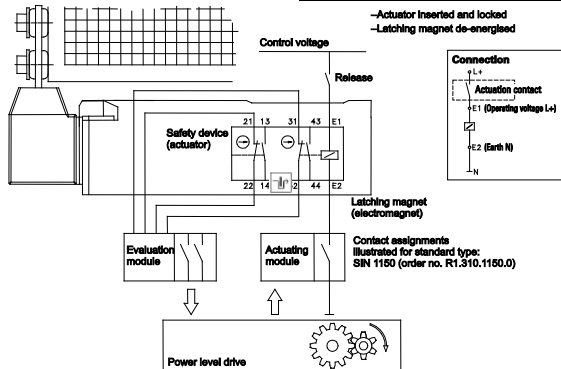 –Actuator inserted and locked
–Latching magnet de-energised
Control voltage
Release
Connection
L+
Actuation contact
E1 (Operating voltage L+)
E2 (Earth N)
N
21 13 31 43 E1
Safety device
(actuator)
22 14 2 44 E2
Latching magnet
(electromagnet)
Evaluation
module
Actuating
module
Contact assignments
illustrated for standard type:
SIN 1150 (order no. R1.310.1150.0)
Power level drive